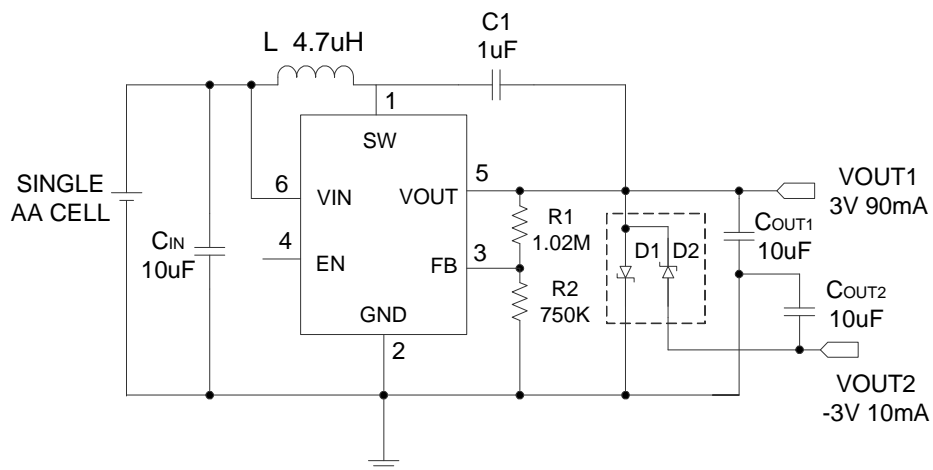 C1
1uF
L 4.7uH
1
SW
SINGLE
AA CELL
6
VIN
VOUT
5
VOUT1
3V 90mA
CIN
10uF
4
EN
FB
3
R1
1.02M
D1
D2
COUT1
10uF
R2
750K
COUT2
10uF
GND
2
VOUT2
-3V 10mA